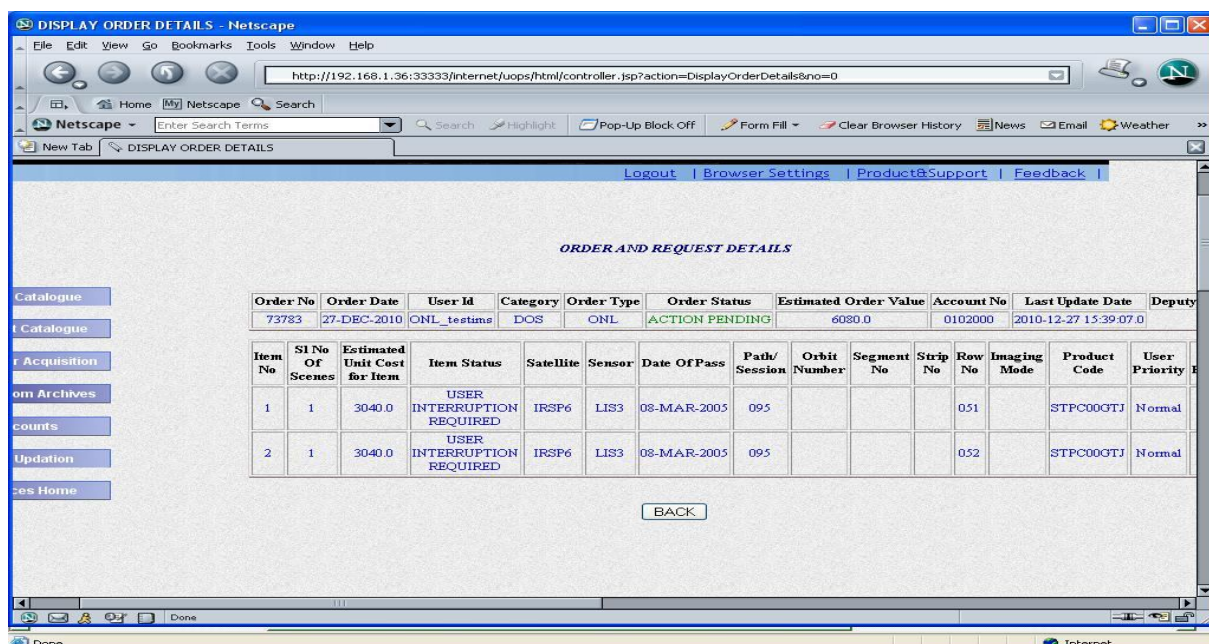 DISPLAY ORDER DETAILS - Netscape
File Edit View Go Bookmarks Tools Window Help
http://192.168.1.36:33333/internet/uops/html/controller.jsp?action=DisplayOrderDetails&no=0
Home My Netscape Search
Netscape Enter Search Terms Search Highlight Pop-Up Block Off Form Fill Clear Browser History News Email Weather »
New Tab DISPLAY ORDER DETAILS
Logout | Browser Settings | Product&Support | Feedback |
ORDER AND REQUEST DETAILS
Catalogue
t Catalogue
r Acquisition
om Archives
counts
Updation
ces Home
Order No Order Date User Id Category Order Type Order Status Estimated Order Value Account No Last Update Date Deputy
73783 27-DEC-2010 ONL_testims DOS ONL ACTION PENDING 6080.0 0102000 2010-12-27 15:39:07.0
Item No Sl No Of Scenes Estimated Unit Cost for Item Item Status Satellite Sensor Date Of Pass Path/ Session Orbit Number Segment No Strip No Row No Imaging Mode Product Code User Priority
1 1 3040.0 USER INTERRUPTION REQUIRED IRSP6 LIS3 08-MAR-2005 095 051 STPC00GTJ Normal
2 1 3040.0 USER INTERRUPTION REQUIRED IRSP6 LIS3 08-MAR-2005 095 052 STPC00GTJ Normal
BACK
Done
Done Internet